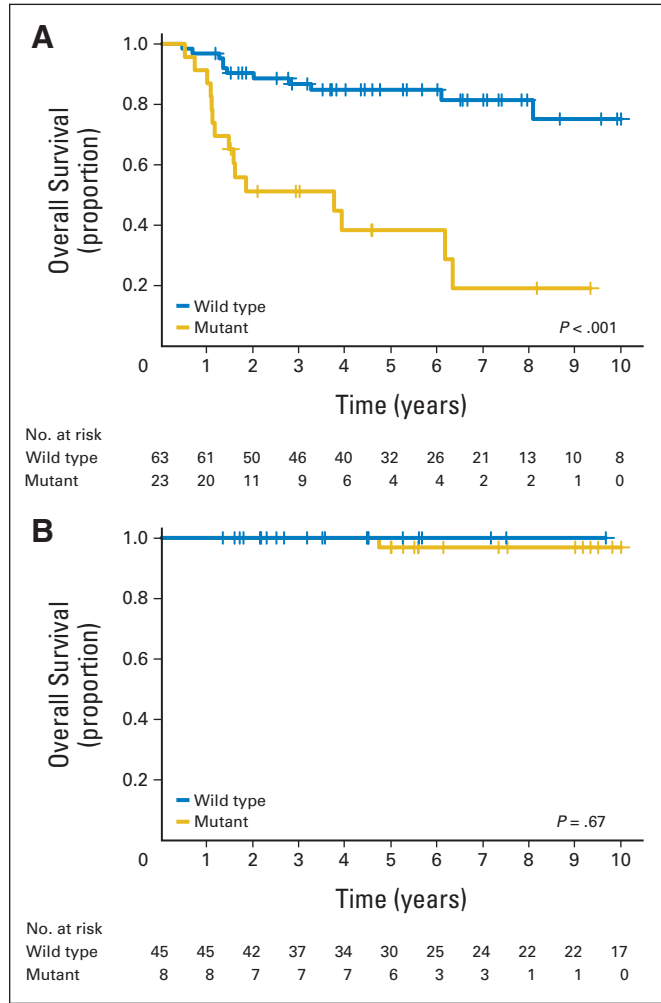 A
Overall Survival
(proportion)
1.0
0.8
0.6
0.4
0.2
0
Wild type
Mutant
P < .001
1 2 3 4 5 6 7 8 9 10
Time (years)
No. at risk
Wild type 63 61 50 46 40 32 26 21 13 10 8
Mutant 23 20 11 9 6 4 4 2 2 1 0
B
Overall Survival
(proportion)
1.0
0.8
0.6
0.4
0.2
0
Wild type
Mutant
P = .67
1 2 3 4 5 6 7 8 9 10
Time (years)
No. at risk
Wild type 45 45 42 37 34 30 25 24 22 22 17
Mutant 8 8 7 7 7 6 3 3 1 1 0